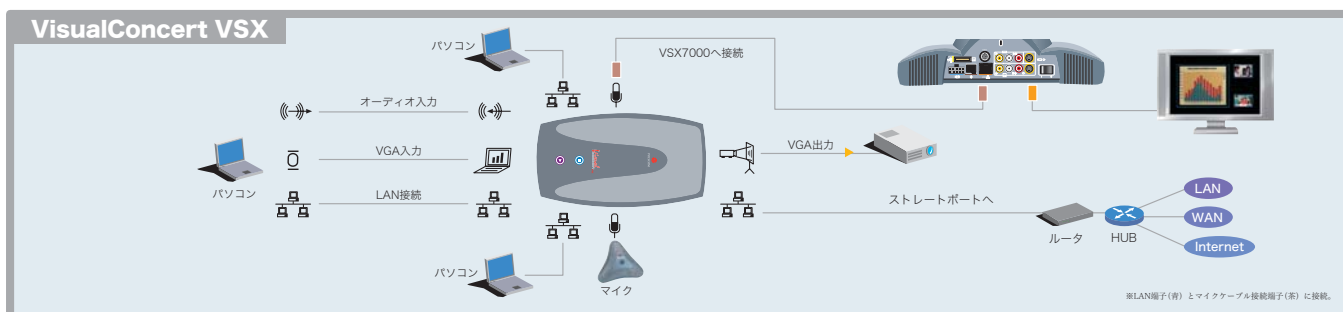 VisualConcert VSX
パソコン
VSX7000へ接続
オーディオ入力
VGA入力
VGA出力
パソコン
LAN接続
ストレートポートへ
LAN
WAN
Internet
ルータ
HUB
パソコン
マイク
※LAN端子(青)とマイクケーブル接続端子(茶)に接続。